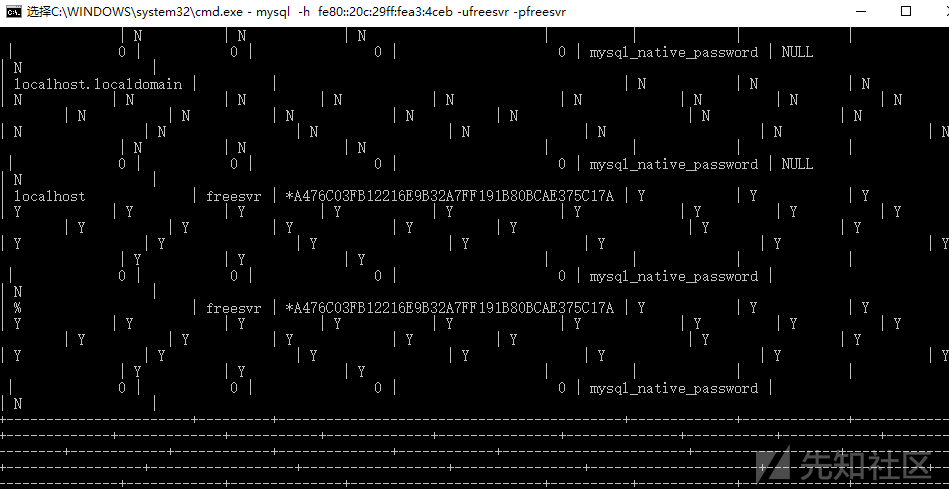 选择C:\WINDOWS\system32\cmd.exe - mysql -h fe80::20c:29ff:fea3:4ceb -ufreesvr -pfreesvr
| N | N | N | |
| 0 | 0 | 0 | 0 | mysql_native_password | NULL
| N |
| localhost.localdomain | | | N | N | N
| N | N | N | N | N | N | N | N | N
| N | N | N | N | N | N | N
| N | N | N | N | N | N
| N | N | N | |
| 0 | 0 | 0 | 0 | mysql_native_password | NULL
| N |
| localhost | freesvr | *A476C03FB12216E9B32A7FF191B80BCAE375C17A | Y | Y | Y
| Y | Y | Y | Y | Y | Y | Y | Y | Y
| Y | Y | Y | Y | Y | Y | Y
| Y | Y | Y | Y | Y | Y
| Y | Y | Y | |
| 0 | 0 | 0 | 0 | mysql_native_password |
| N |
| % | freesvr | *A476C03FB12216E9B32A7FF191B80BCAE375C17A | Y | Y | Y
| Y | Y | Y | Y | Y | Y | Y | Y | Y
| Y | Y | Y | Y | Y | Y | Y
| Y | Y | Y | Y | Y | Y
| Y | Y | Y | |
| 0 | 0 | 0 | 0 | mysql_native_password |
| N |
先知社区